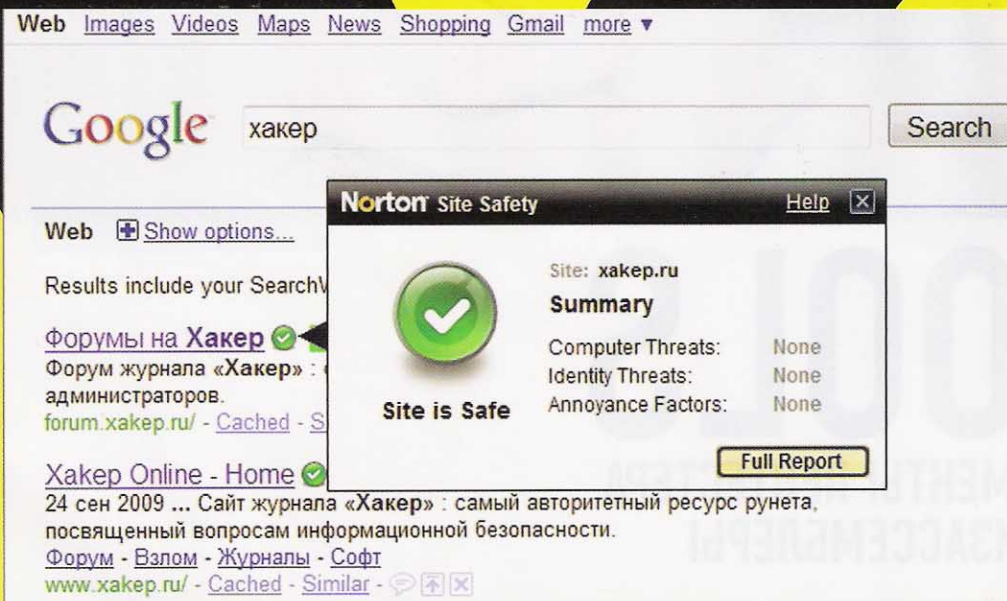 Web Images Videos Maps News Shopping Gmail more ▼
Google хакер Search
Norton Site Safety Help
Web Show options...
Site: xakep.ru
Summary
Results include your
Форумы на Хакер
Computer Threats: None
Форум журнала «Хакер» :
Identity Threats: None
администраторов.
Site is Safe
Annoyance Factors: None
forum.xakep.ru/ - Cached -
Full Report
Xakep Online - Home
24 сен 2009 ... Сайт журнала «Хакер» : самый авторитетный ресурс рунета,
посвященный вопросам информационной безопасности.
Форум - Взлом - Журналы - Софт
www.xakep.ru/ - Cached - Similar -